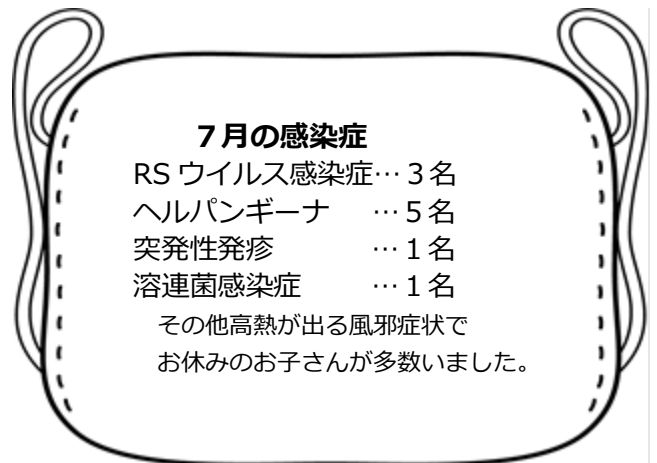 ７月の感染症
RS ウイルス感染症…３名
ヘルパンギーナ　…５名
突発性発疹　　　…１名
溶連菌感染症　　…１名
その他高熱が出る風邪症状で
お休みのお子さんが多数いました。